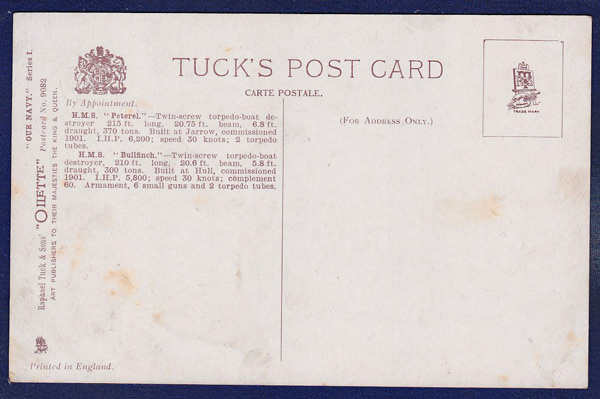 TUCK'S POST CARD
CARTE POSTALE.
By Appointment.
(For Address Only.)
H.M.S. "Peterel."—Twin-screw torpedo-boat de-
stroyer 215 ft. long, 20.75 ft. beam, 6.8 ft.
draught, 370 tons. Built at Jarrow, commissioned
1901. I.H.P. 6,200; speed 30 knots; 2 torpedo
tubes.
H.M.S. "Bullfinch."—Twin-screw torpedo-boat
destroyer, 210 ft. long, 20.6 ft. beam, 5.8 ft.
draught, 300 tons. Built at Hull, commissioned
1901. I.H.P. 5,800; speed 30 knots; complement
60. Armament, 6 small guns and 2 torpedo tubes.
"OUR NAVY." Series I.
Raphael Tuck & Sons' "OILETTE" Postcard No. 9082
ART PUBLISHERS TO THEIR MAJESTIES THE KING & QUEEN.
TRADE MARK
Printed in England.